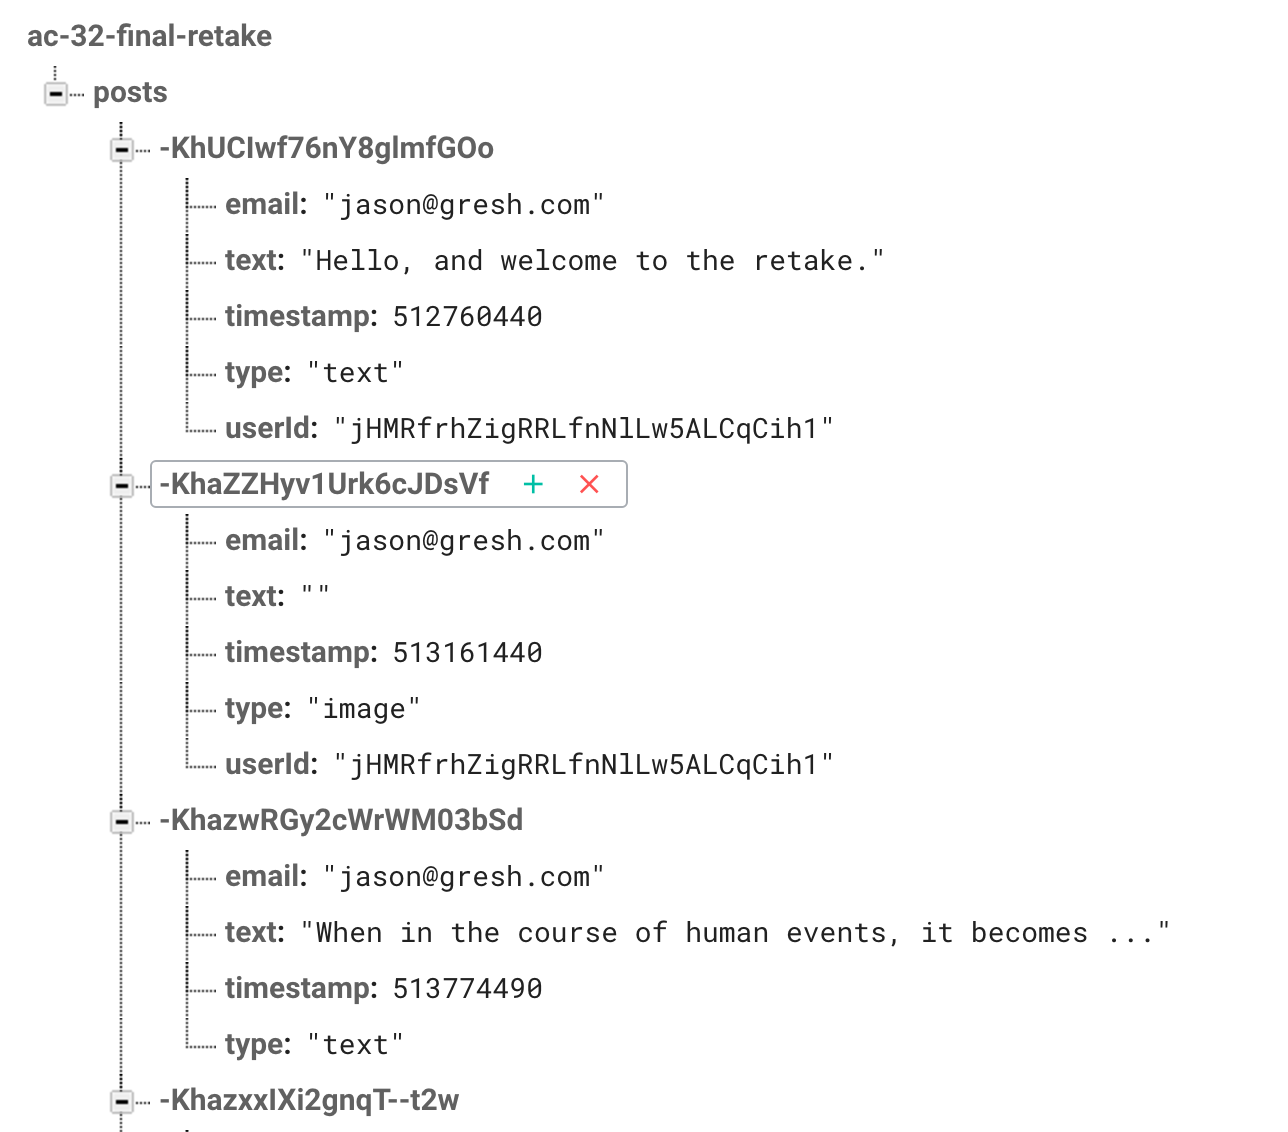 ac-32-final-retake
posts
-KhUCIwf76nY8glmfGOo
email: "jason@gresh.com"
text: "Hello, and welcome to the retake."
timestamp: 512760440
type: "text"
userId: "jHMRfrhZigRRLfnNlLw5ALCqCih1"
-KhaZZHyv1Urk6cJDsVf
email: "jason@gresh.com"
text: ""
timestamp: 513161440
type: "image"
userId: "jHMRfrhZigRRLfnNlLw5ALCqCih1"
-KhazwRGy2cWrWM03bSd
email: "jason@gresh.com"
text: "When in the course of human events, it becomes ..."
timestamp: 513774490
type: "text"
-KhazxxIXi2gnqT--t2w